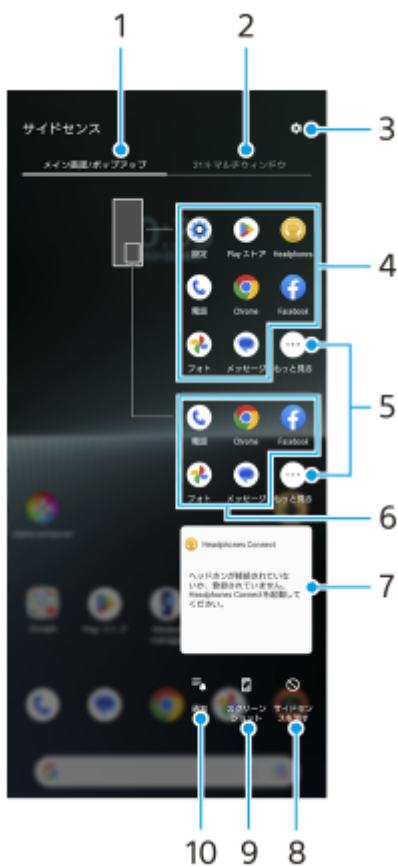 1
2
サイドセンス
3
メイン画面/ポップアップ
21:9 マルチウィンドウ
設定
Play ストア
Headphones
4
電話
Chrome
Facebook
フォト
メッセージ
もっと見る
5
電話
Chrome
Facebook
フォト
メッセージ
もっと見る
6
Headphones Connect
ヘッドホンが接続されていな
いか、登録されていません。
Headphones Connectを起動して
ください。
7
Google
Play ストア
スクリーン
ショット
サイドセン
スを隠す
10
9
8